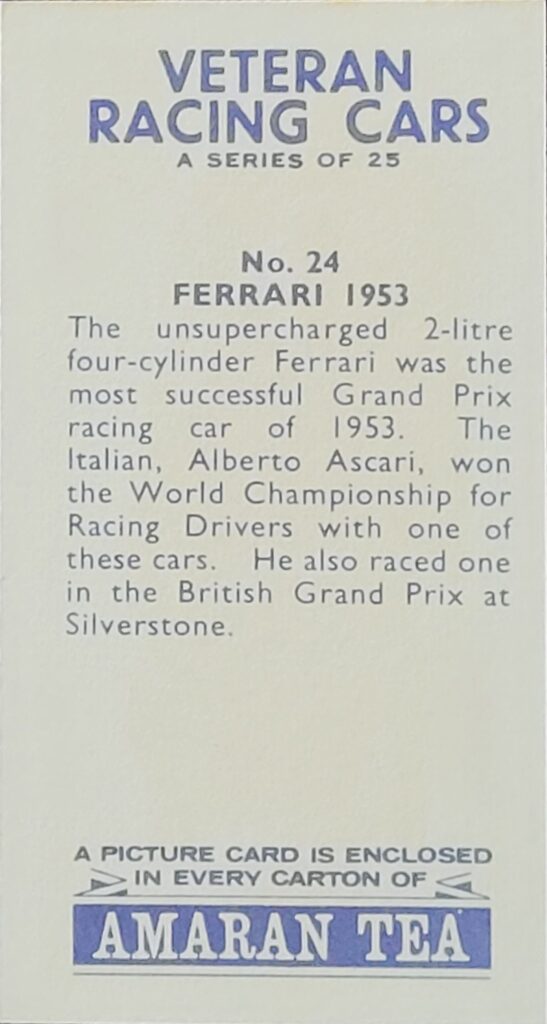 VETERAN
RACING CARS
A SERIES OF 25
No. 24
FERRARI 1953
The unsupercharged 2-litre
four-cylinder Ferrari was the
most successful Grand Prix
racing car of 1953. The
Italian, Alberto Ascari, won
the World Championship for
Racing Drivers with one of
these cars. He also raced one
in the British Grand Prix at
Silverstone.
A PICTURE CARD IS ENCLOSED
IN EVERY CARTON OF
AMARAN TEA